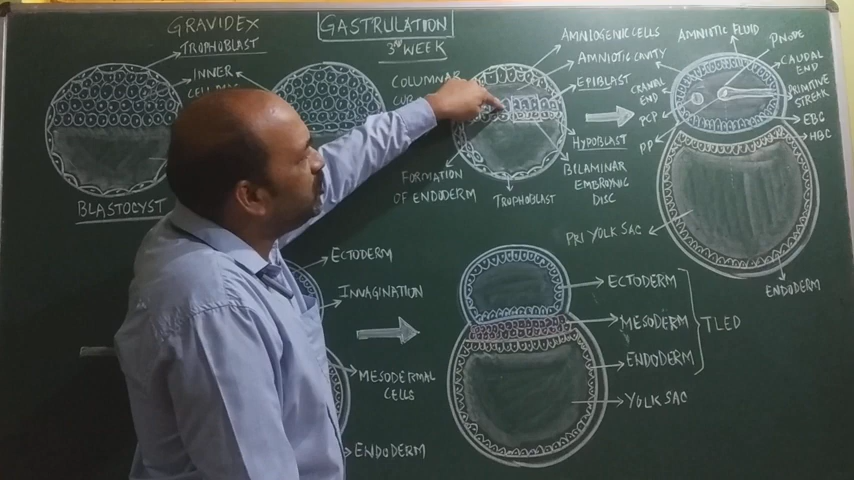 GRAVIDEX
GASTRULATION
3RD WEEK
TROPHOBLAST
INNER
BLASTOCYST
COLUMNAR
AMNIOGENIC CELLS
AMNIOTIC CAVITY
EPIBLAST
HYPOBLAST
BILAMINAR
EMBRYONIC
DISC
TROPHOBLAST
FORMATION
OF ENDODERM
AMNIOTIC FLUID
PNODE
CAUDAL
END
PRIMITIVE
STREAK
EBC
HBC
CRANIAL
END
PCP
PP
PRI YOLK SAC
ENDODERM
ECTODERM
INVAGINATION
MESODERMAL
CELLS
ENDODERM
ECTODERM
MESODERM
ENDODERM
TLED
YOLK SAC